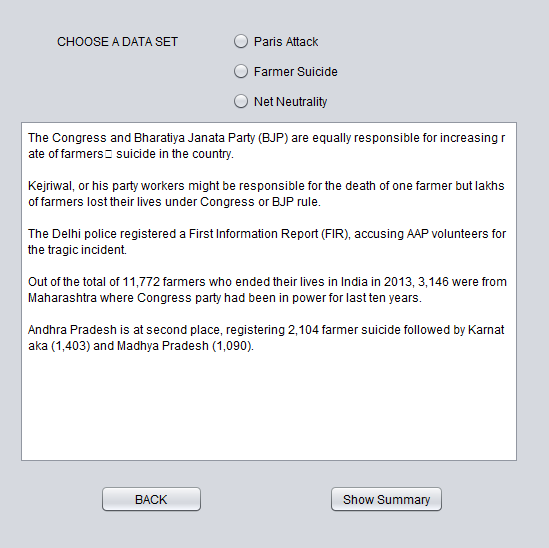 CHOOSE A DATA SET
Paris Attack
Farmer Suicide
Net Neutrality
The Congress and Bharatiya Janata Party (BJP) are equally responsible for increasing r
ate of farmers□ suicide in the country.
Kejriwal, or his party workers might be responsible for the death of one farmer but lakhs
of farmers lost their lives under Congress or BJP rule.
The Delhi police registered a First Information Report (FIR), accusing AAP volunteers for
the tragic incident.
Out of the total of 11,772 farmers who ended their lives in India in 2013, 3,146 were from
Maharashtra where Congress party had been in power for last ten years.
Andhra Pradesh is at second place, registering 2,104 farmer suicide followed by Karnat
aka (1,403) and Madhya Pradesh (1,090).
BACK
Show Summary